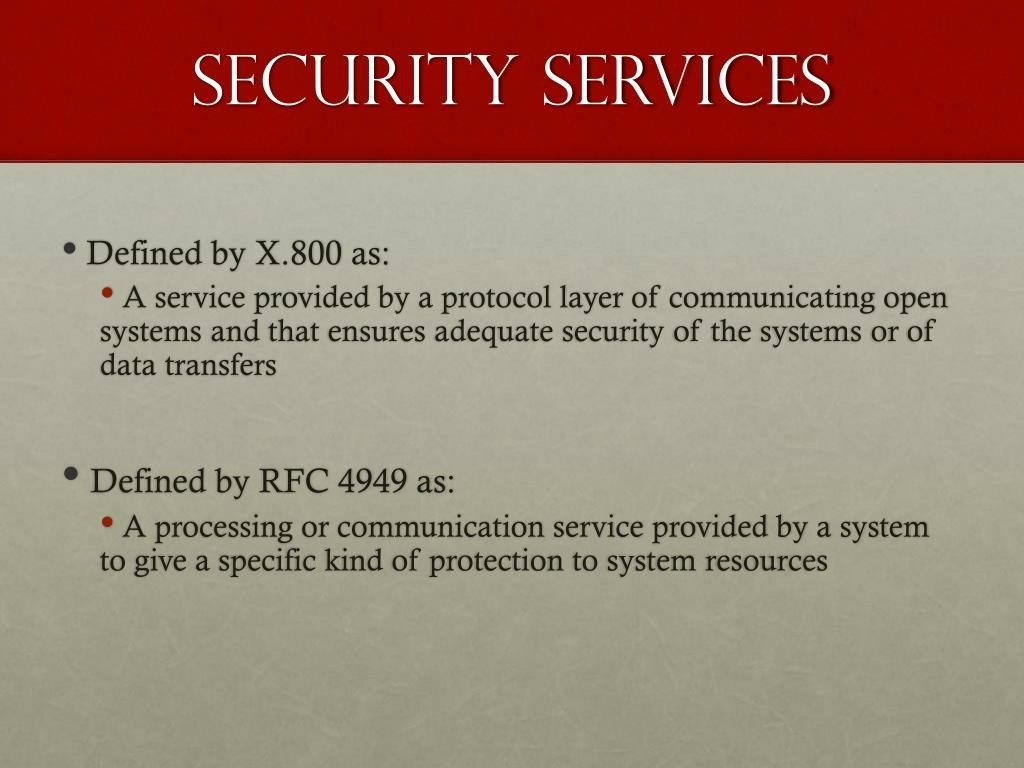 SECURITY SERVICES
• Defined by X.800 as:
• A service provided by a protocol layer of communicating open
systems and that ensures adequate security of the systems or of
data transfers
• Defined by RFC 4949 as:
• A processing or communication service provided by a system
to give a specific kind of protection to system resources